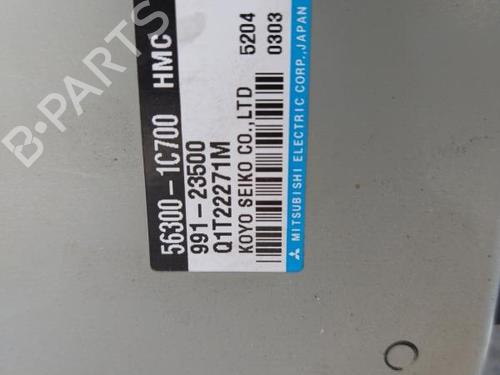 56300-1C700 HMC
991-23500
Q1T22271M 5204
KOYO SEIKO CO.,LTD 0303
MITSUBISHI ELECTRIC CORP.,JAPAN
B-PARTS